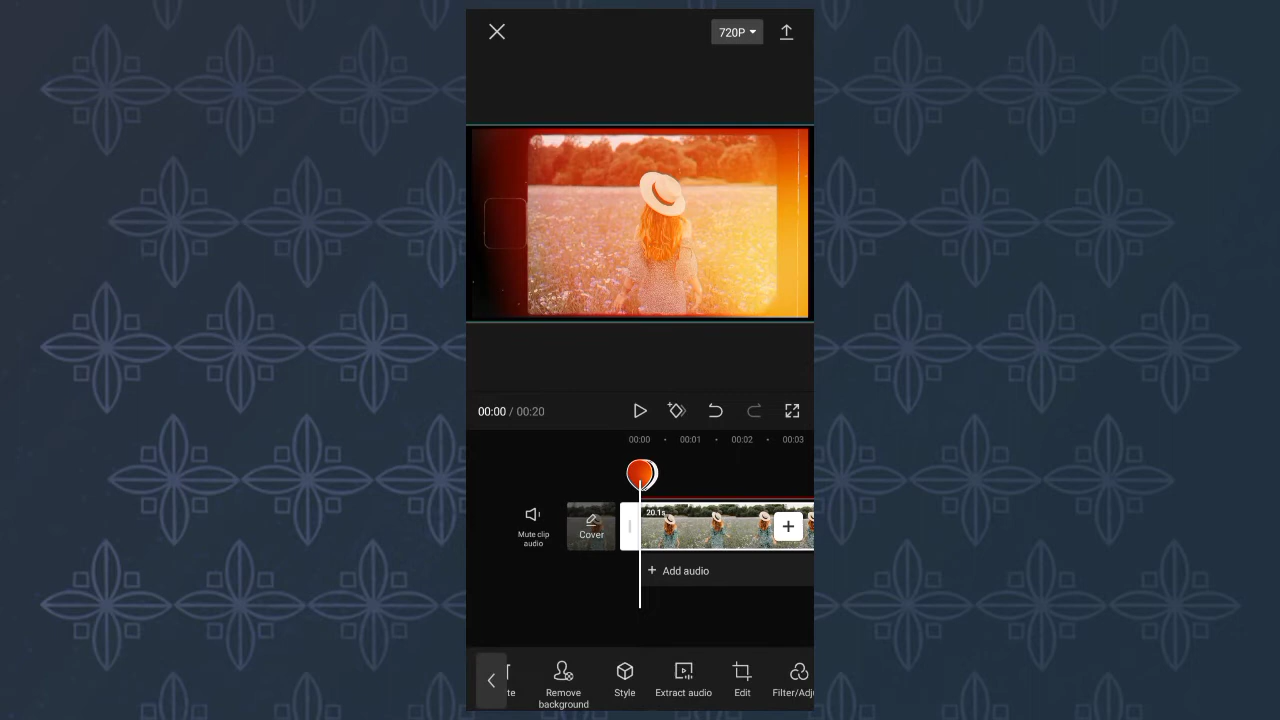 720P
00:00 / 00:20
00:00 00:01 00:02 00:03
20.1s
Mute clip
audio
Cover
+ Add audio
te
Remove
background
Style
Extract audio
Edit
Filter/Adj